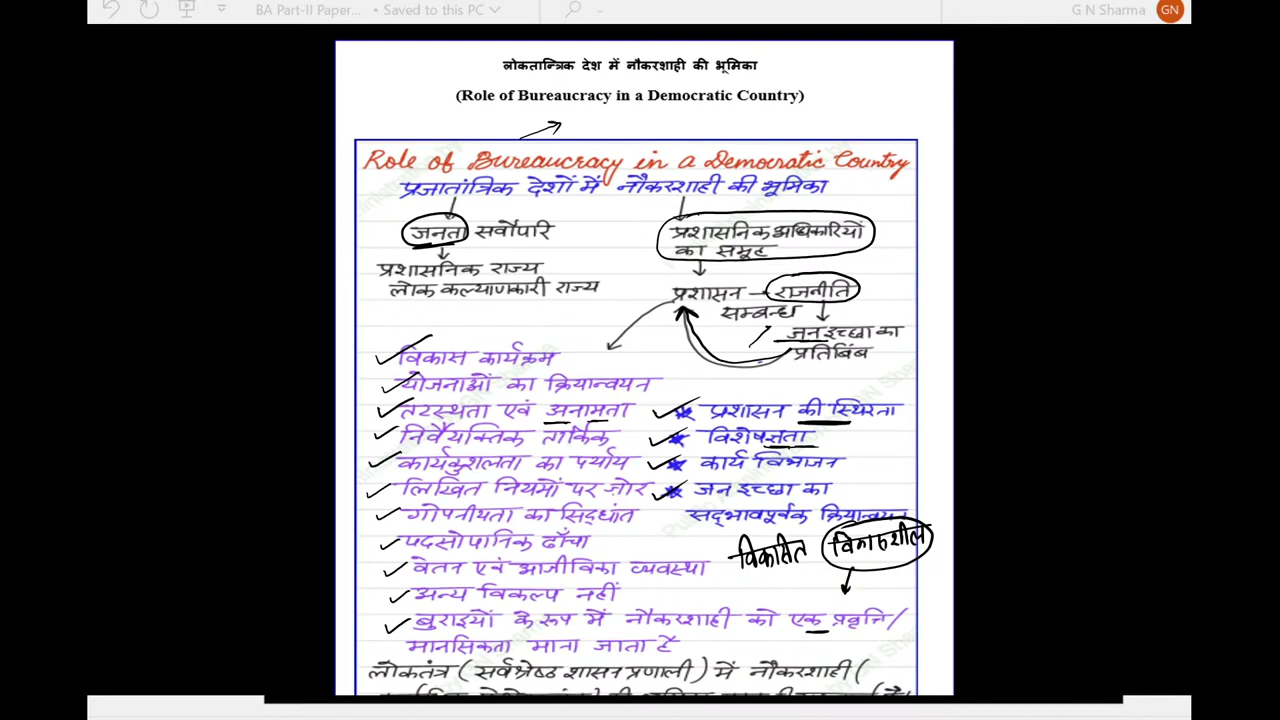 BA Part-II Paper... • Saved to this PC
G N Sharma GN
लोकतान्त्रिक देश में नौकरशाही की भूमिका
(Role of Bureaucracy in a Democratic Country)
Role of Bureaucracy in a Democratic Country
प्रजातांत्रिक देशों में नौकरशाही की भूमिका
जनता सर्वोपरि
प्रशासनिक अधिकारियों
का समूह
प्रशासनिक राज्य
लोक कल्याणकारी राज्य
प्रशासन → राजनीति
सम्बन्ध
जन इच्छा का
प्रतिबिंब
विकास कार्यक्रम
योजनाओं का क्रियान्वयन
तटस्थता एवं अनामता
निर्वैयक्तिक तार्किक
कार्यकुशलता का पर्याय
लिखित नियमों पर जोर
गोपनीयता का सिद्धांत
पदसोपानिक ढाँचा
वेतन एवं आजीविका व्यवस्था
अन्य विकल्प नहीं
बुराइयों के रूप में नौकरशाही को एक प्रवृत्ति/
मानसिकता माना जाता है
* प्रशासन की स्थिरता
* विशेषज्ञता
* कार्य विभाजन
* जन इच्छा का
सद्भावपूर्वक क्रियान्वयन
विकसित विकासशील
लोकतंत्र (सर्वश्रेष्ठ शासन प्रणाली) में नौकरशाही (